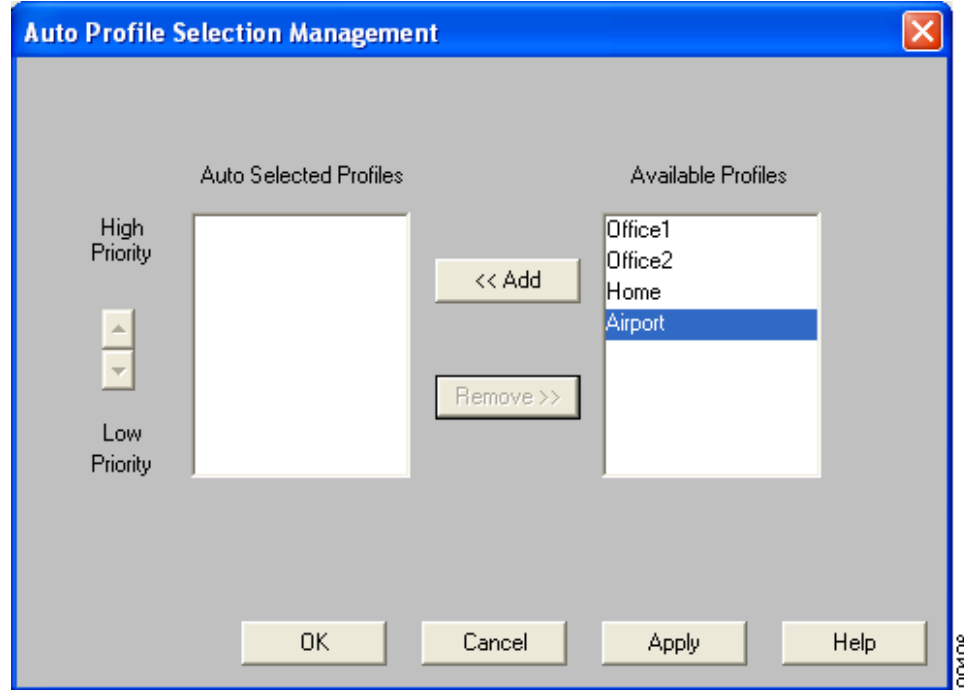 Auto Profile Selection Management
Auto Selected Profiles
Available Profiles
High
Priority
Low
Priority
<< Add
Remove >>
Office1
Office2
Home
Airport
OK
Cancel
Apply
Help